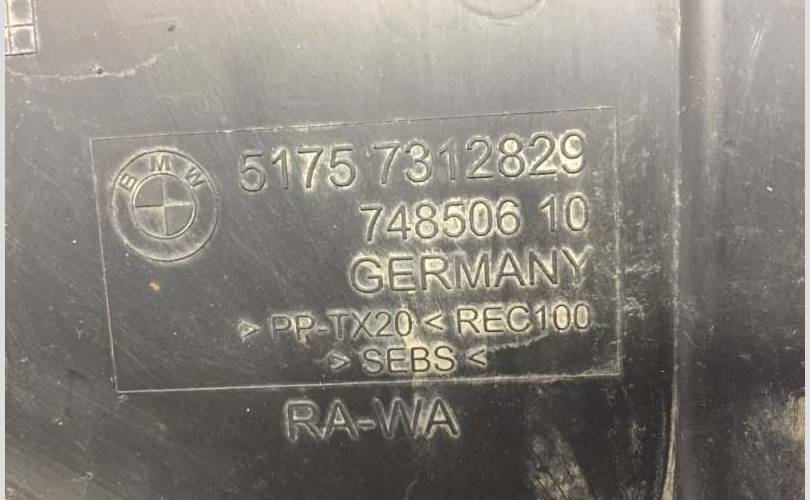 BMW
5175 7312829
748506 10
GERMANY
> PP-TX20 < REC100
> SEBS <
RA-WA